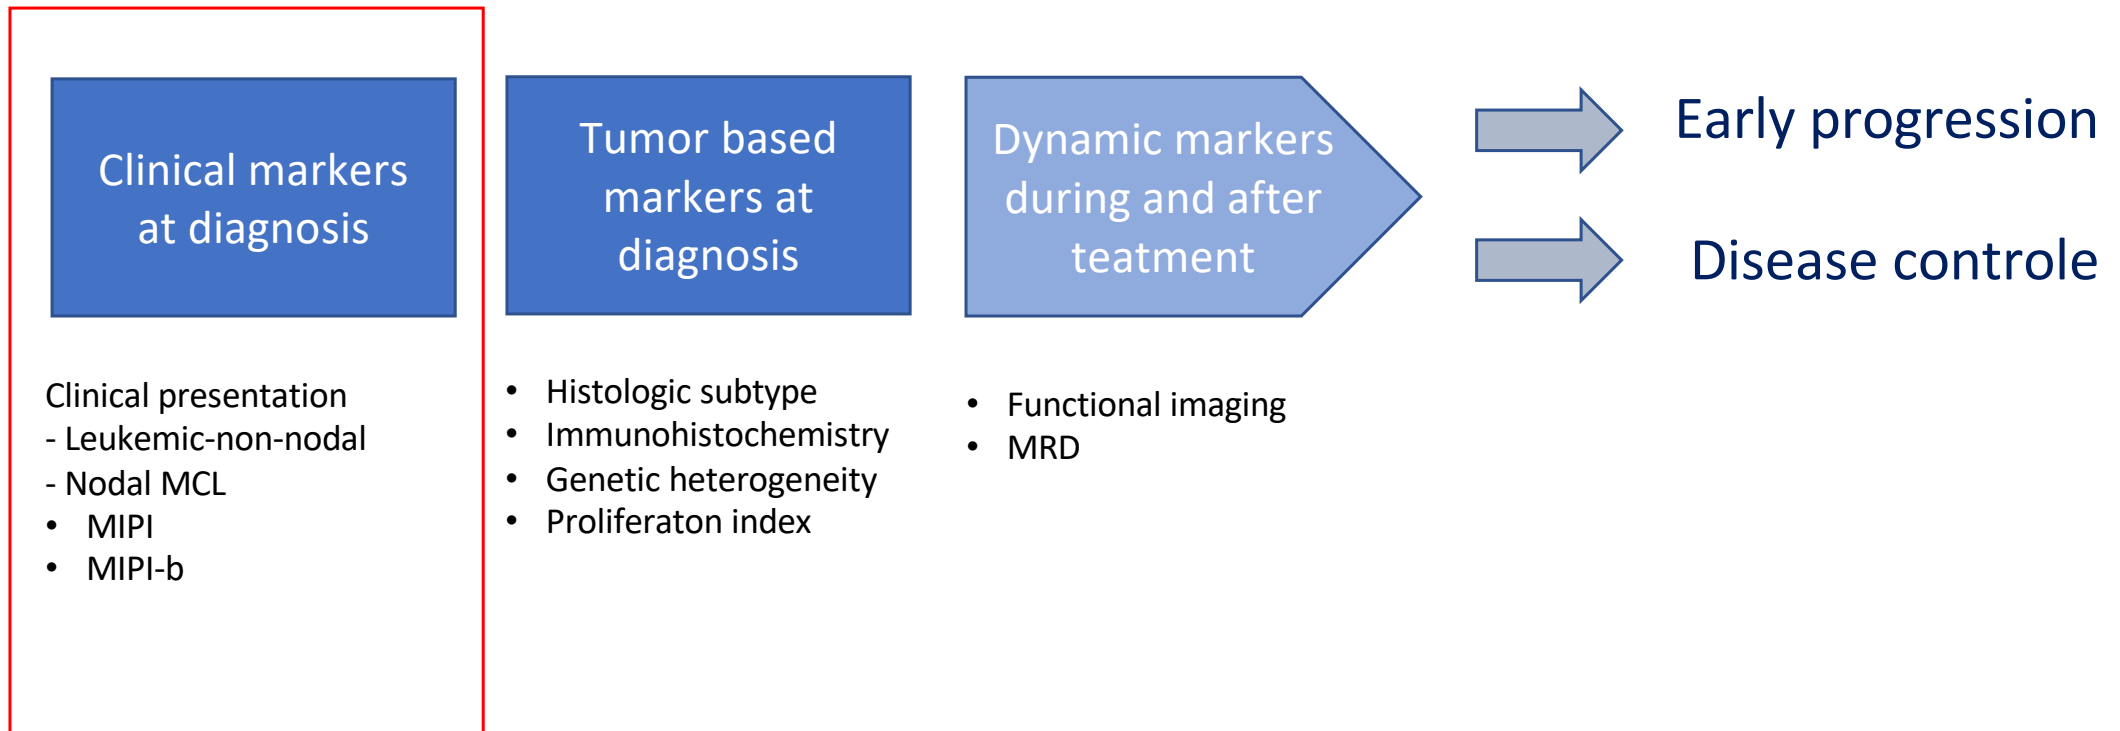 Clinical markers
at diagnosis
Tumor based
markers at
diagnosis
Dynamic markers
during and after
teatment
Early progression
Disease controle
Clinical presentation
- Leukemic-non-nodal
- Nodal MCL
• MIPI
• MIPI-b
• Histologic subtype
• Immunohistochemistry
• Genetic heterogeneity
• Proliferaton index
• Functional imaging
• MRD